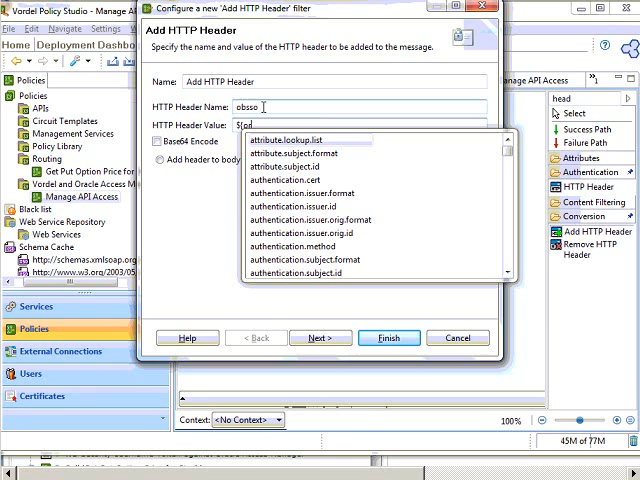 Vordel Policy Studio - Manage AP
Configure a new 'Add HTTP Header' filter
File Edit
Home Deployment Dashbo
Add HTTP Header
Specify the name and value of the HTTP header to be added to the message.
Policies
Manage API Access
Name: Add HTTP Header
HTTP Header Name: obsso
HTTP Header Value: ${or
Base64 Encode
Add header to body
attribute.lookup.list
attribute.subject.format
attribute.subject.id
authentication.cert
authentication.issuer.format
authentication.issuer.id
authentication.issuer.orig.format
authentication.issuer.orig.id
authentication.method
authentication.subject.format
authentication.subject.id
Help
< Back
Next >
Finish
Cancel
Policies
APIs
Circuit Templates
Management Services
Policy Library
Routing
Get Put Option Price for
Vordel and Oracle Access M
Manage API Access
Black list
Web Service Repository
Web Services
Schema Cache
http://schemas.xmlsoap.org
http://www.w3.org/2003/05
Services
Policies
External Connections
Users
Certificates
head
Select
Success Path
Failure Path
Attributes
Authentication
HTTP Header
Content Filtering
Conversion
Add HTTP Header
Remove HTTP
Header
Context: <No Context>
100%
45M of 77M